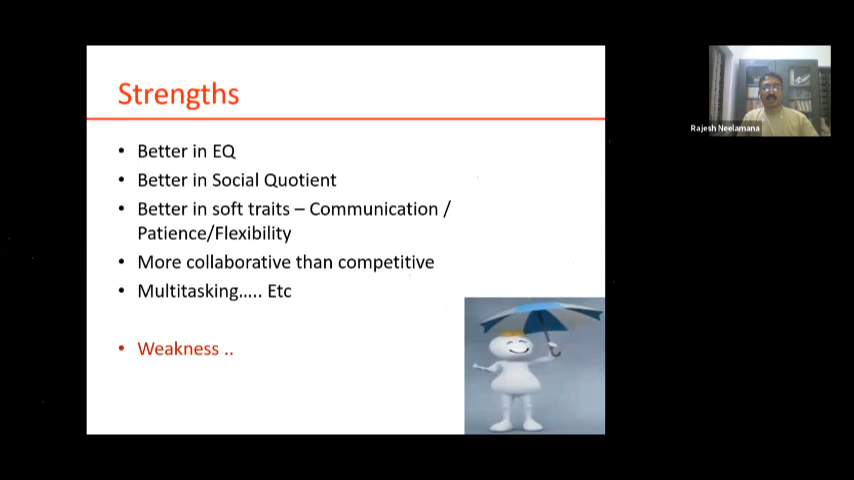 Strengths
• Better in EQ
• Better in Social Quotient
• Better in soft traits – Communication /
Patience/Flexibility
• More collaborative than competitive
• Multitasking….. Etc
• Weakness ..
Rajesh Neelamana